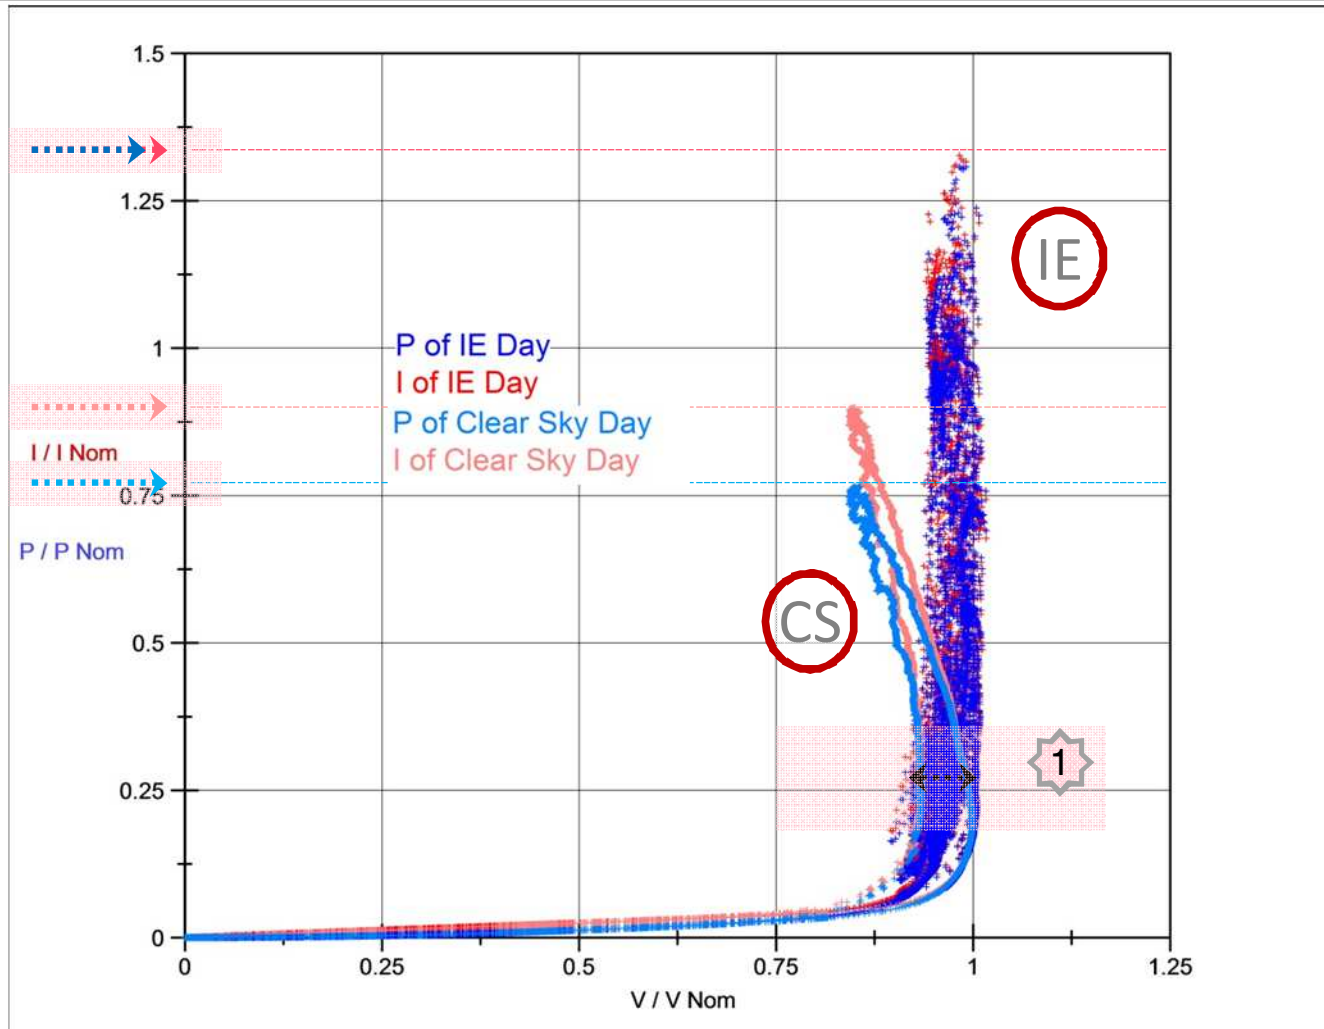 1.5
1.25
IE
P of IE Day
1
I of IE Day
P of Clear Sky Day
I / I Nom
I of Clear Sky Day
0.75
P / P Nom
CS
0.5
1
0.25
0
0
0.25
0.5
0.75
1
1.25
V / V Nom